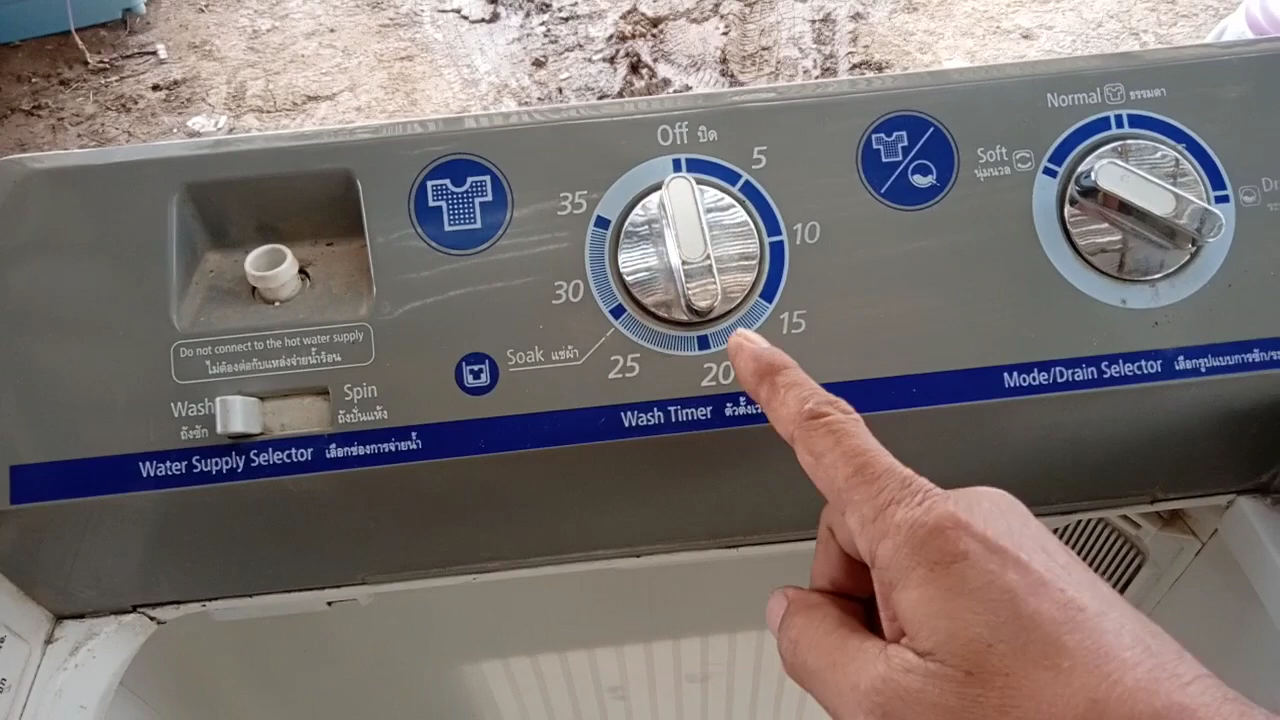 Normal ธรรมดา
Off ปิด
5
10
15
20
25
30
35
Soft
นุ่มนวล
Do not connect to the hot water supply
ไม่ต้องต่อกับแหล่งจ่ายน้ำร้อน
Soak แช่ผ้า
Wash
ถังซัก
Spin
ถังปั่นแห้ง
Water Supply Selector เลือกช่องการจ่ายน้ำ
Wash Timer
Mode/Drain Selector เลือกรูปแบบการซัก/ระ